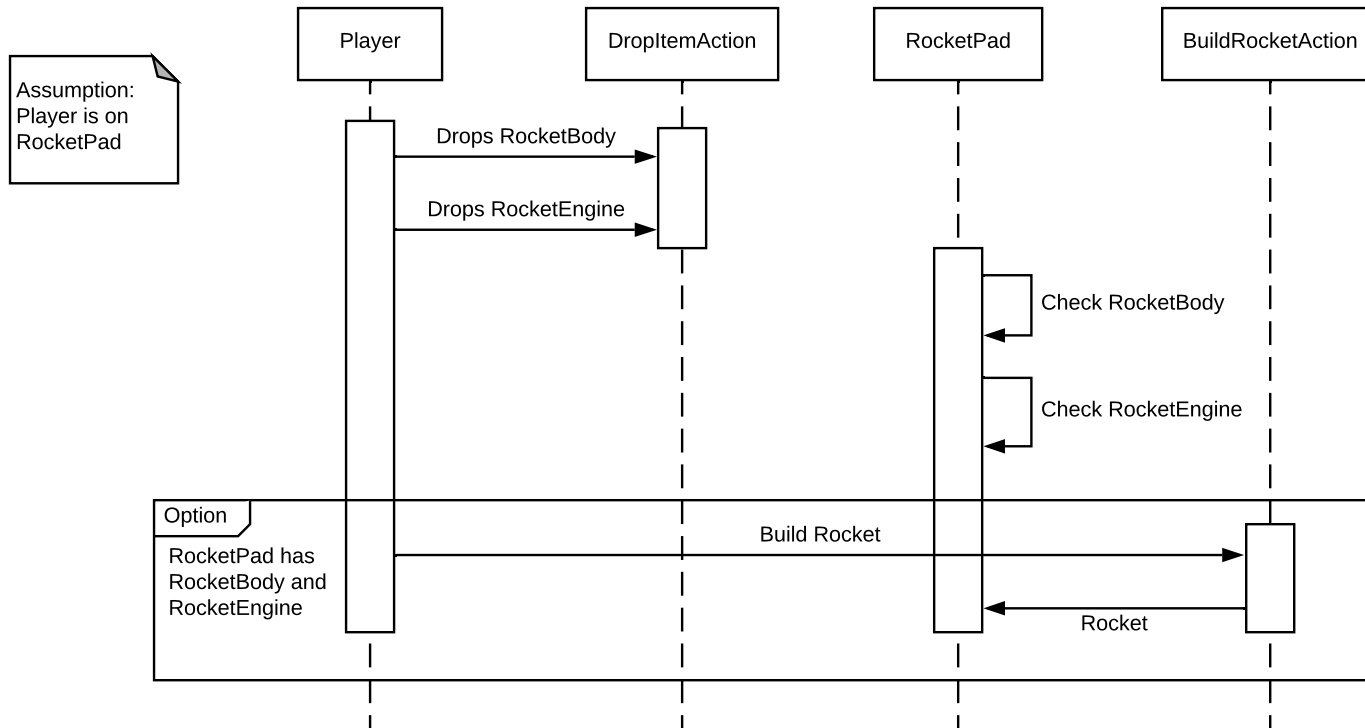 Player
DropItemAction
RocketPad
BuildRocketAction
Assumption:
Player is on
RocketPad
Drops RocketBody
Drops RocketEngine
Check RocketBody
Check RocketEngine
Option
RocketPad has
RocketBody and
RocketEngine
Build Rocket
Rocket